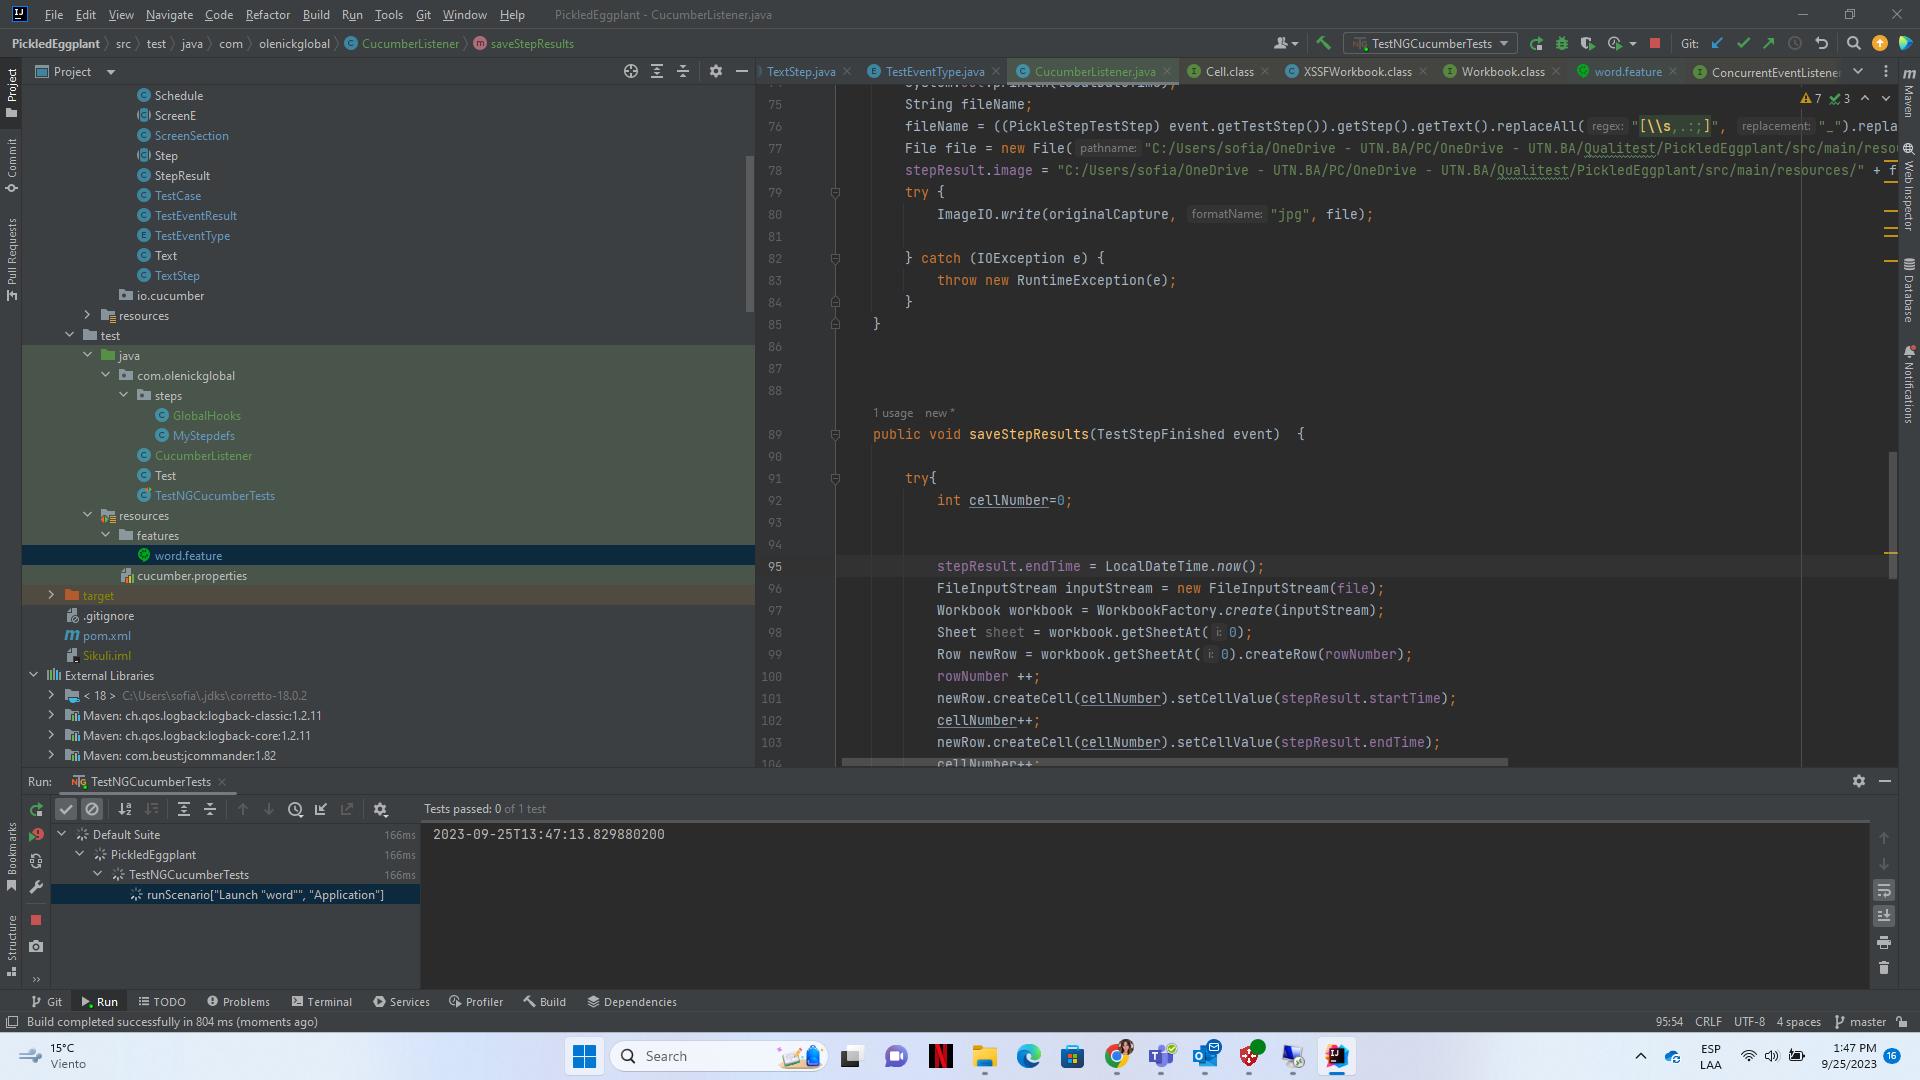 File Edit View Navigate Code Refactor Build Run Tools Git Window Help PickledEggplant - CucumberListener.java
PickledEggplant src test java com olenickglobal CucumberListener saveStepResults TestNGCucumberTests Git:
Project
TextStep.java TestEventType.java CucumberListener.java Cell.class XSSFWorkbook.class Workbook.class word.feature ConcurrentEventListene
7 3
Project
Commit
Pull Requests
Bookmarks
Structure
Maven
Web Inspector
Database
Notifications
Schedule
ScreenE
ScreenSection
Step
StepResult
TestCase
TestEventResult
TestEventType
Text
TextStep
io.cucumber
resources
test
java
com.olenickglobal
steps
GlobalHooks
MyStepdefs
CucumberListener
Test
TestNGCucumberTests
resources
features
word.feature
cucumber.properties
target
.gitignore
pom.xml
Sikuli.iml
External Libraries
< 18 > C:\Users\sofia\.jdks\corretto-18.0.2
Maven: ch.qos.logback:logback-classic:1.2.11
Maven: ch.qos.logback:logback-core:1.2.11
Maven: com.beust:jcommander:1.82
75 String fileName;
76 fileName = ((PickleStepTestStep) event.getTestStep()).getStep().getText().replaceAll( regex: "[\\s,.:;]", replacement: "_").repla
77 File file = new File( pathname: "C:/Users/sofia/OneDrive - UTN.BA/PC/OneDrive - UTN.BA/Qualitest/PickledEggplant/src/main/resou
78 stepResult.image = "C:/Users/sofia/OneDrive - UTN.BA/PC/OneDrive - UTN.BA/Qualitest/PickledEggplant/src/main/resources/" + f
79 try {
80 ImageIO.write(originalCapture, formatName: "jpg", file);
81
82 } catch (IOException e) {
83 throw new RuntimeException(e);
84 }
85 }
86
87
88
1 usage new *
89 public void saveStepResults(TestStepFinished event) {
90
91 try{
92 int cellNumber=0;
93
94
95 stepResult.endTime = LocalDateTime.now();
96 FileInputStream inputStream = new FileInputStream(file);
97 Workbook workbook = WorkbookFactory.create(inputStream);
98 Sheet sheet = workbook.getSheetAt( i: 0);
99 Row newRow = workbook.getSheetAt( i: 0).createRow(rowNumber);
100 rowNumber ++;
101 newRow.createCell(cellNumber).setCellValue(stepResult.startTime);
102 cellNumber++;
103 newRow.createCell(cellNumber).setCellValue(stepResult.endTime);
104 cellNumber++;
Run: TestNGCucumberTests
Tests passed: 0 of 1 test
Default Suite 166ms
PickledEggplant 166ms
TestNGCucumberTests 166ms
runScenario["Launch "word"", "Application"]
2023-09-25T13:47:13.829880200
Git Run TODO Problems Terminal Services Profiler Build Dependencies
Build completed successfully in 804 ms (moments ago) 95:54 CRLF UTF-8 4 spaces master
15°C
Viento
Search
ESP
LAA
1:47 PM
9/25/2023
16